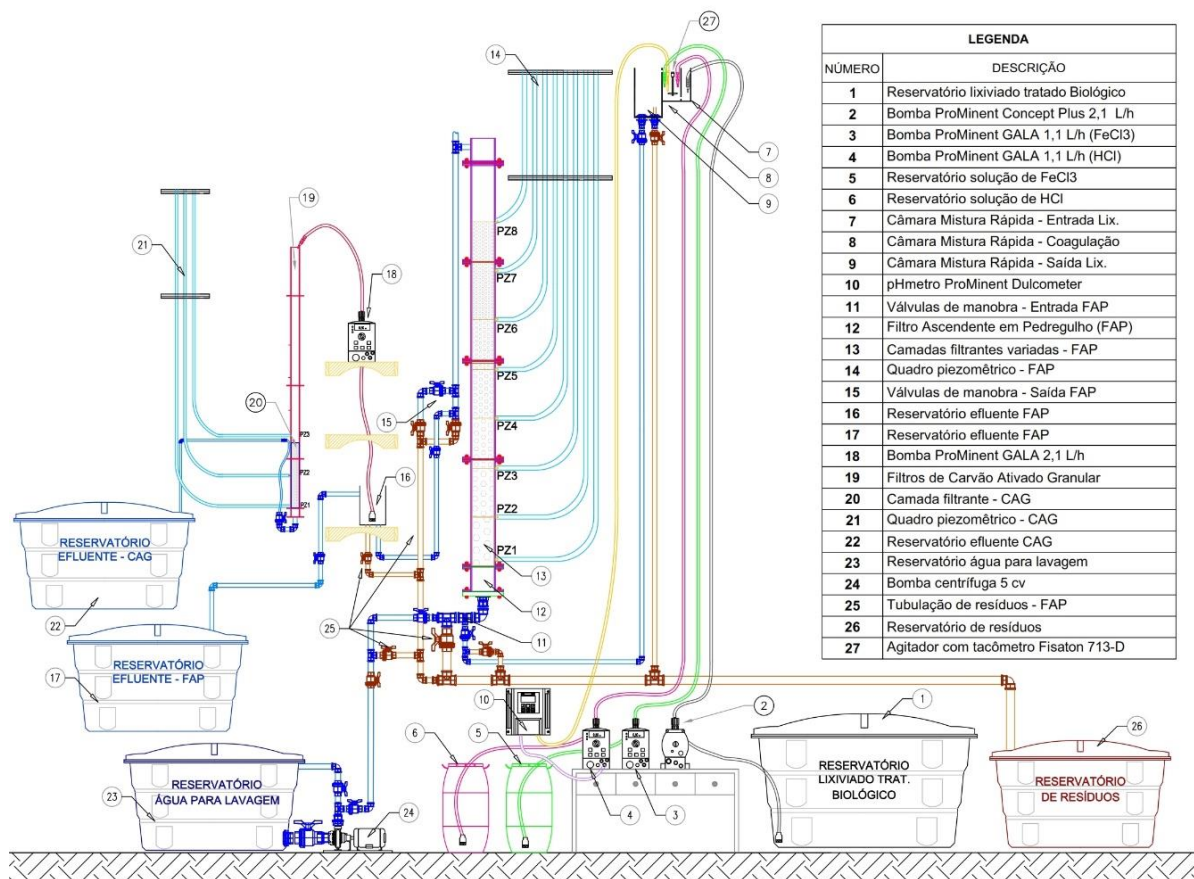 LEGENDA
NÚMERO DESCRIÇÃO
1 Reservatório lixiviado tratado Biológico
2 Bomba ProMinent Concept Plus 2,1 L/h
3 Bomba ProMinent GALA 1,1 L/h (FeCl3)
4 Bomba ProMinent GALA 1,1 L/h (HCl)
5 Reservatório solução de FeCl3
6 Reservatório solução de HCl
7 Câmara Mistura Rápida - Entrada Lix.
8 Câmara Mistura Rápida - Coagulação
9 Câmara Mistura Rápida - Saída Lix.
10 pHmetro ProMinent Dulcometer
11 Válvulas de manobra - Entrada FAP
12 Filtro Ascendente em Pedregulho (FAP)
13 Camadas filtrantes variadas - FAP
14 Quadro piezométrico - FAP
15 Válvulas de manobra - Saída FAP
16 Reservatório efluente FAP
17 Reservatório efluente FAP
18 Bomba ProMinent GALA 2,1 L/h
19 Filtros de Carvão Ativado Granular
20 Camada filtrante - CAG
21 Quadro piezométrico - CAG
22 Reservatório efluente CAG
23 Reservatório água para lavagem
24 Bomba centrífuga 5 cv
25 Tubulação de resíduos - FAP
26 Reservatório de resíduos
27 Agitador com tacômetro Fisaton 713-D
27
14
7
8
9
19
21
18
20
15
16
PZ8
PZ7
PZ6
PZ5
PZ4
PZ3
PZ2
PZ1
PZ3
PZ2
PZ1
13
12
11
25
RESERVATÓRIO
EFLUENTE - CAG
22
RESERVATÓRIO
EFLUENTE - FAP
17
RESERVATÓRIO
ÁGUA PARA LAVAGEM
23
24
10
6
5
4
3
2
1
RESERVATÓRIO
LIXIVIADO TRAT.
BIOLÓGICO
26
RESERVATÓRIO
DE RESÍDUOS